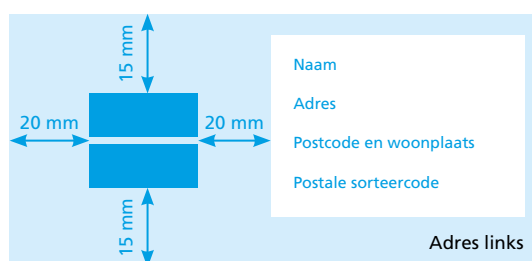 15 mm
20 mm
20 mm
15 mm
Naam
Adres
Postcode en woonplaats
Postale sorteercode
Adres links